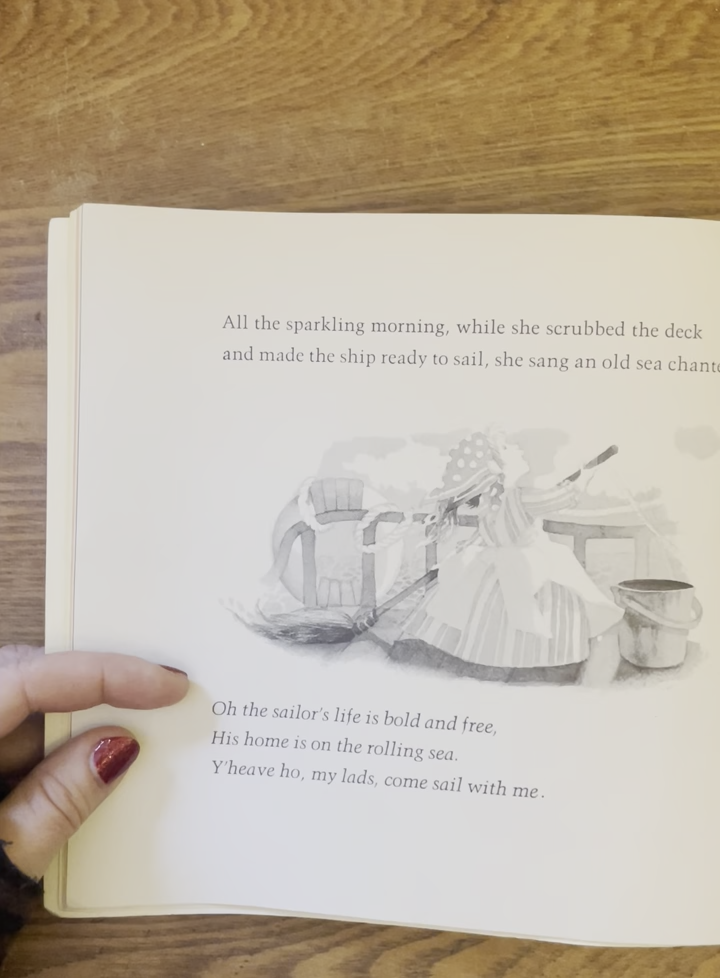 All the sparkling morning, while she scrubbed the deck
and made the ship ready to sail, she sang an old sea
Oh the sailor's life is bold and free,
His home is on the rolling sea.
Y'heave ho, my lads, come sail with me.